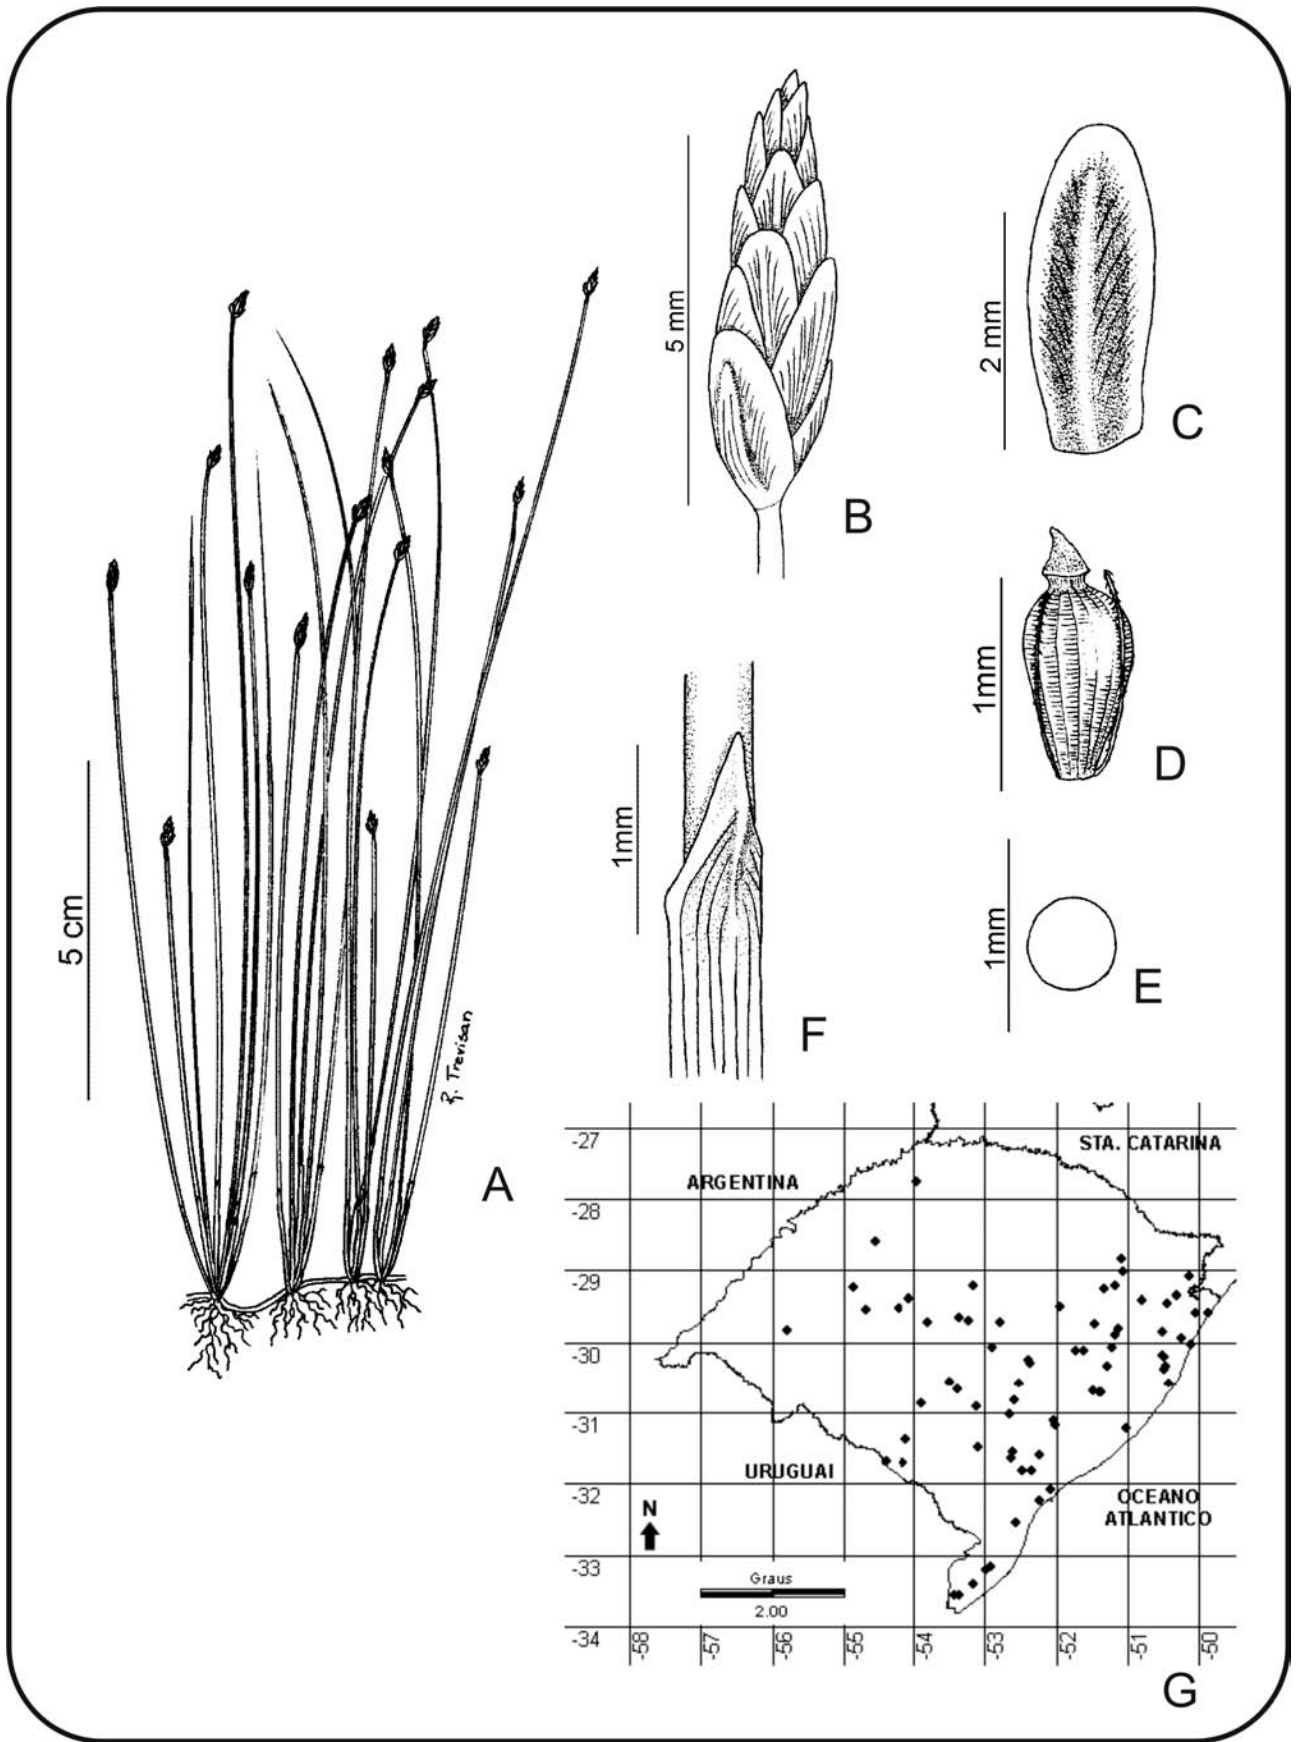 5 mm
B
2 mm
C
1mm
D
1mm
E
1mm
F
5 cm
R. Trevisan
A
-27
-28
-29
-30
-31
-32
-33
-34
STA. CATARINA
ARGENTINA
URUGUAI
OCEANO
ATLANTICO
N
Graus
2.00
-58
-57
-56
-55
-54
-53
-52
-51
-50
G